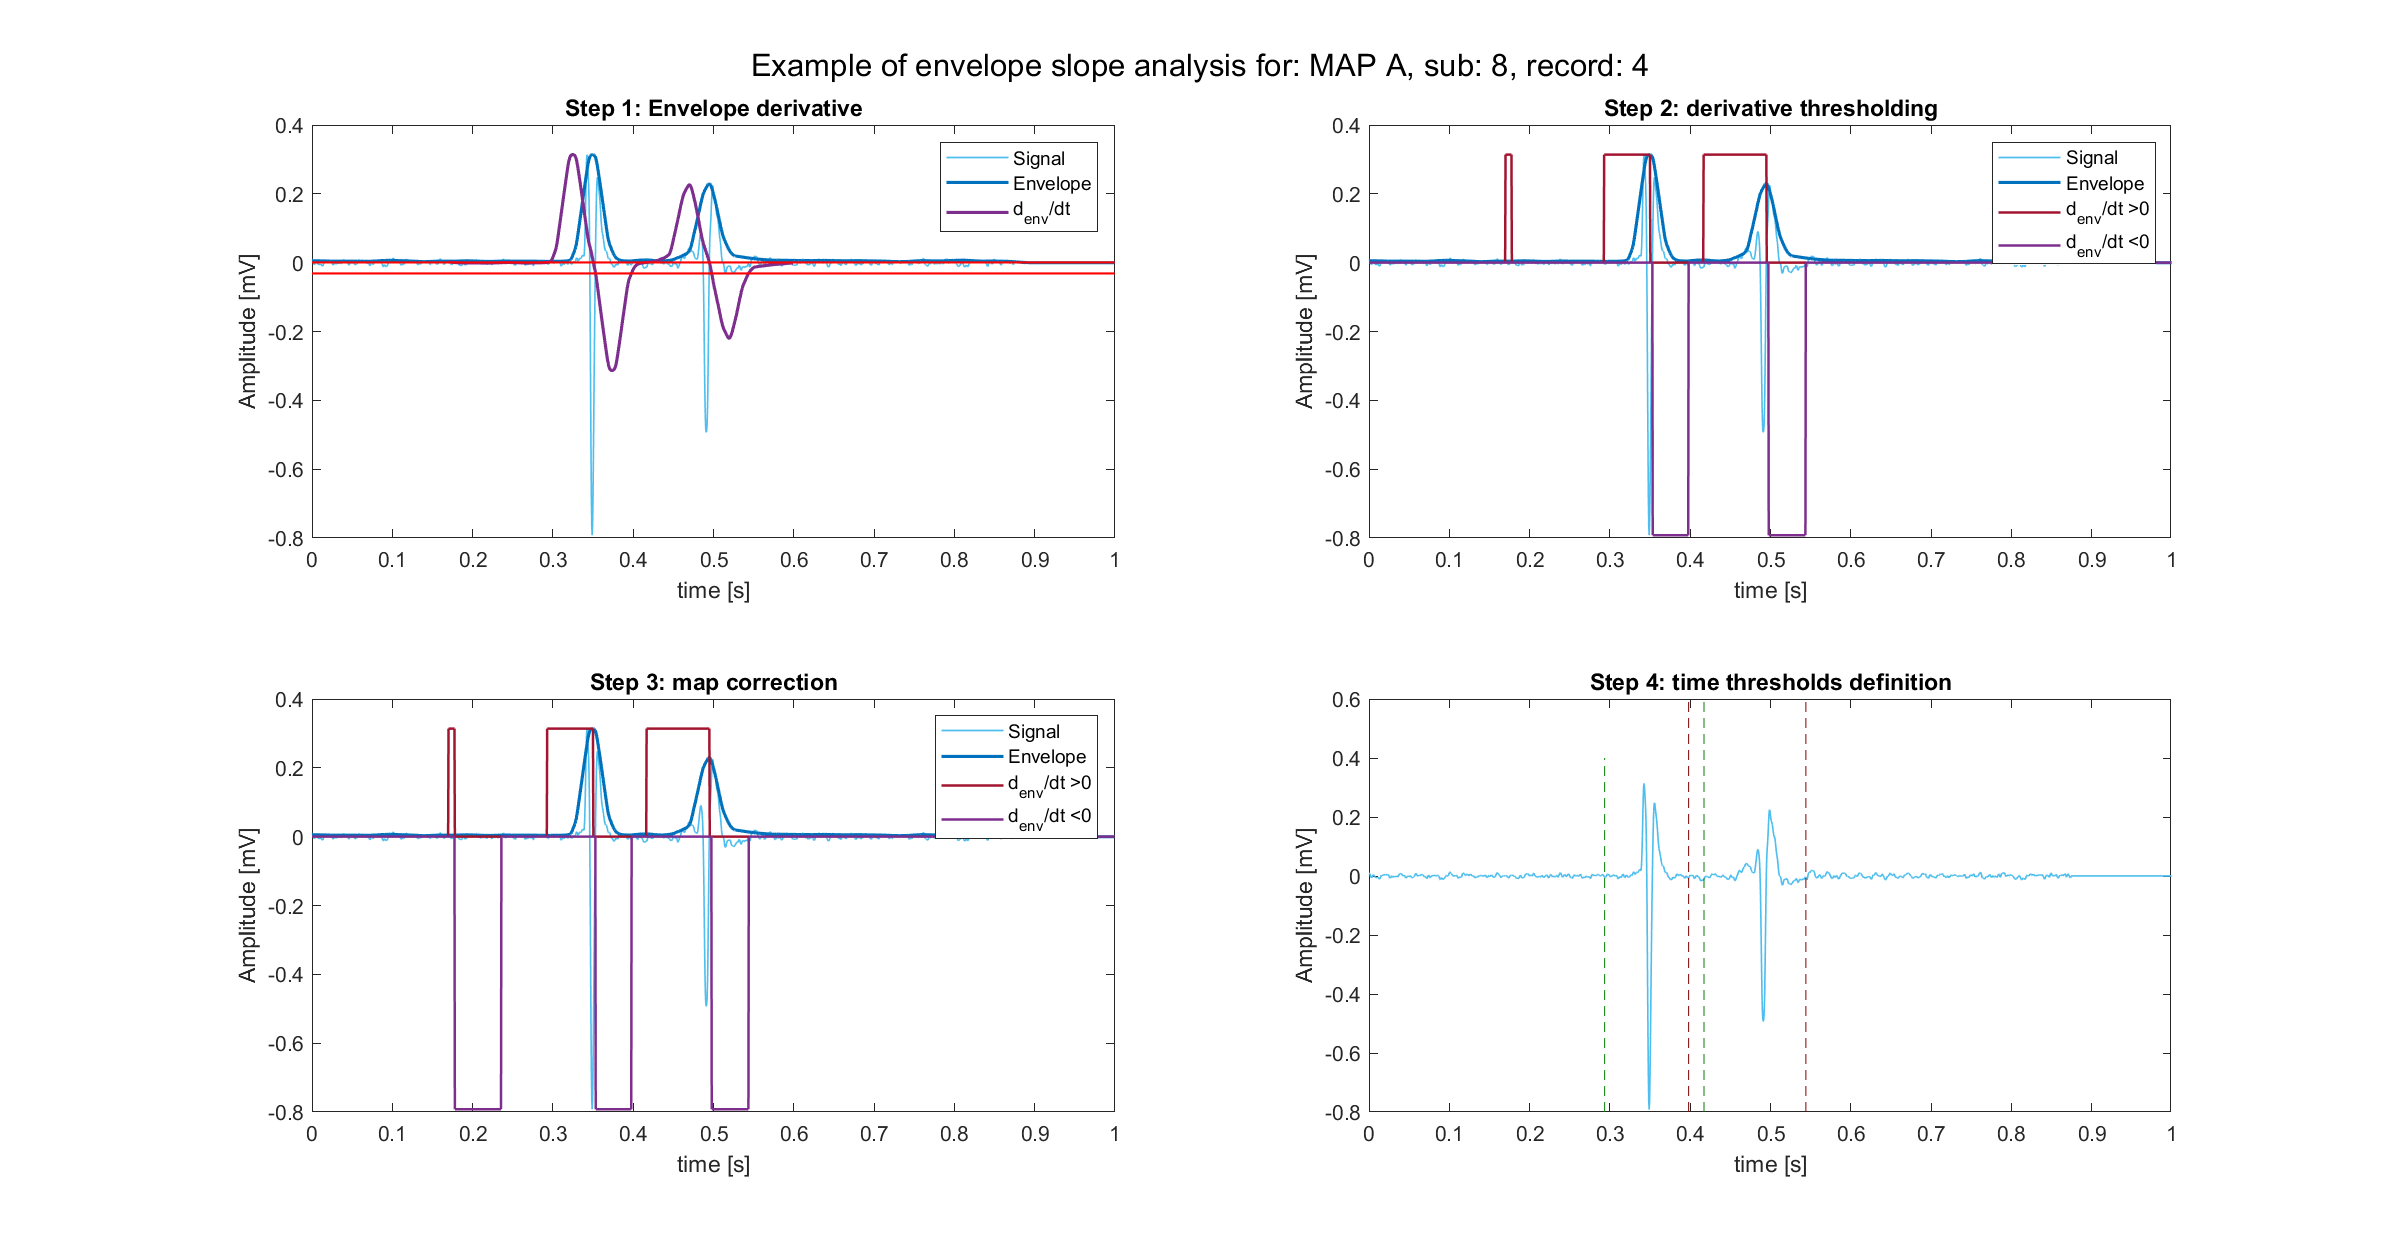 Example of envelope slope analysis for: MAP A, sub: 8, record: 4
Step 1: Envelope derivative
0.4
0.2
0
-0.2
-0.4
-0.6
-0.8
Amplitude [mV]
Signal
Envelope
d_env/dt
0 0.1 0.2 0.3 0.4 0.5 0.6 0.7 0.8 0.9 1
time [s]
Step 2: derivative thresholding
0.4
0.2
0
-0.2
-0.4
-0.6
-0.8
Amplitude [mV]
Signal
Envelope
d_env/dt >0
d_env/dt <0
0 0.1 0.2 0.3 0.4 0.5 0.6 0.7 0.8 0.9 1
time [s]
Step 3: map correction
0.4
0.2
0
-0.2
-0.4
-0.6
-0.8
Amplitude [mV]
Signal
Envelope
d_env/dt >0
d_env/dt <0
0 0.1 0.2 0.3 0.4 0.5 0.6 0.7 0.8 0.9 1
time [s]
Step 4: time thresholds definition
0.6
0.4
0.2
0
-0.2
-0.4
-0.6
-0.8
Amplitude [mV]
0 0.1 0.2 0.3 0.4 0.5 0.6 0.7 0.8 0.9 1
time [s]